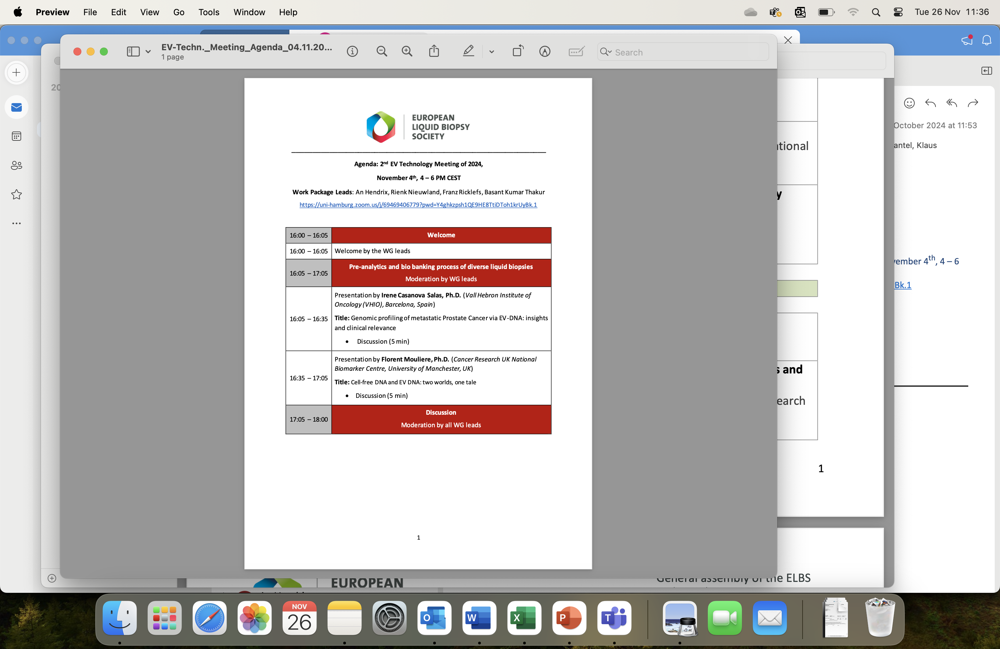 Preview File Edit View Go Tools Window Help
Tue 26 Nov 11:36
EV-Techn._Meeting_Agenda_04.11.20...
1 page
Search
20
EUROPEAN
LIQUID BIOPSY
SOCIETY
Agenda: 2nd EV Technology Meeting of 2024,
November 4th, 4 – 6 PM CEST
Work Package Leads: An Hendrix, Rienk Nieuwland, Franz Ricklefs, Basant Kumar Thakur
https://uni-hamburg.zoom.us/j/69469406779?pwd=Y4ghkzpsh1QE9HE8TtiDToh1krUyBk.1
16:00 – 16:05 Welcome
16:00 – 16:05 Welcome by the WG leads
16:05 – 17:05 Pre-analytics and bio banking process of diverse liquid biopsies
Moderation by WG leads
16:05 – 16:35 Presentation by Irene Casanova Salas, Ph.D. (Vall Hebron Institute of
Oncology (VHIO), Barcelona, Spain)
Title: Genomic profiling of metastatic Prostate Cancer via EV-DNA: insights
and clinical relevance
• Discussion (5 min)
16:35 – 17:05 Presentation by Florent Mouliere, Ph.D. (Cancer Research UK National
Biomarker Centre, University of Manchester, UK)
Title: Cell-free DNA and EV DNA: two worlds, one tale
• Discussion (5 min)
17:05 – 18:00 Discussion
Moderation by all WG leads
1
October 2024 at 11:53
antel, Klaus
ational
y
vember 4th, 4 – 6
Bk.1
s and
earch
1
General assembly of the ELBS
EUROPEAN
NOV
26
O
W
X
P
T